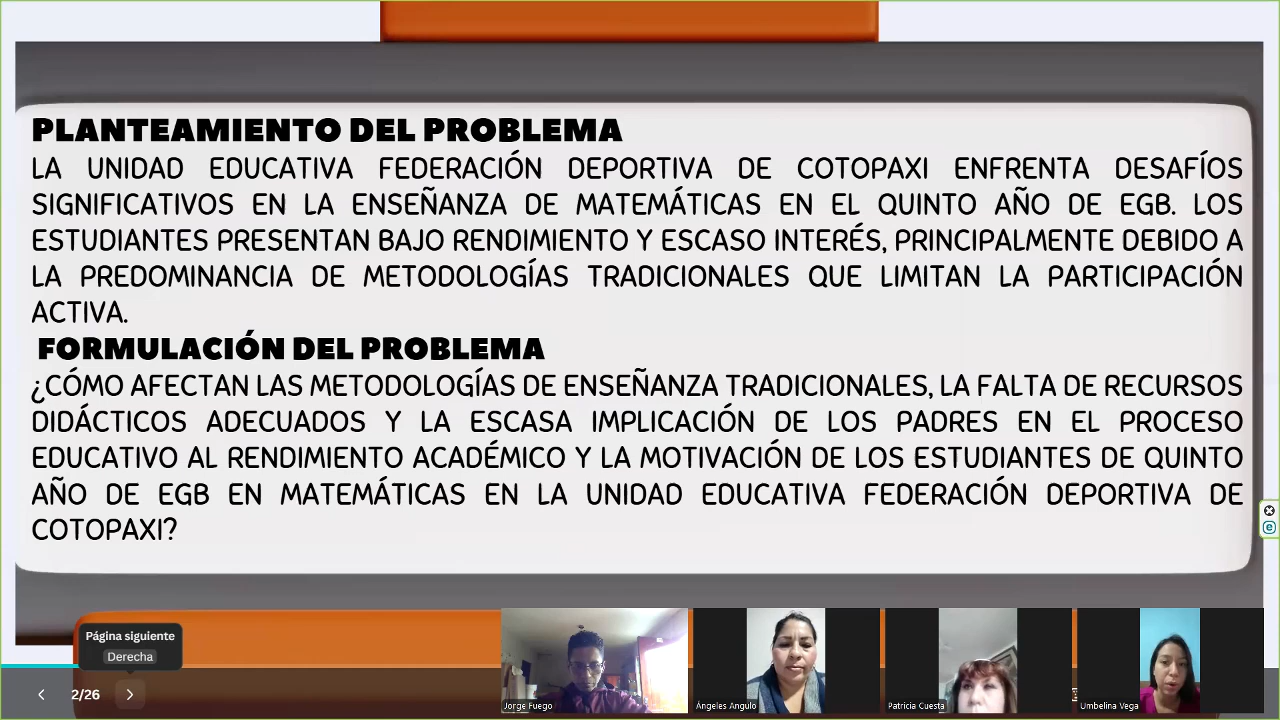 PLANTEAMIENTO DEL PROBLEMA
LA UNIDAD EDUCATIVA FEDERACIÓN DEPORTIVA DE COTOPAXI ENFRENTA DESAFÍOS
SIGNIFICATIVOS EN LA ENSEÑANZA DE MATEMÁTICAS EN EL QUINTO AÑO DE EGB. LOS
ESTUDIANTES PRESENTAN BAJO RENDIMIENTO Y ESCASO INTERÉS, PRINCIPALMENTE DEBIDO A
LA PREDOMINANCIA DE METODOLOGÍAS TRADICIONALES QUE LIMITAN LA PARTICIPACIÓN
ACTIVA.
FORMULACIÓN DEL PROBLEMA
¿CÓMO AFECTAN LAS METODOLOGÍAS DE ENSEÑANZA TRADICIONALES, LA FALTA DE RECURSOS
DIDÁCTICOS ADECUADOS Y LA ESCASA IMPLICACIÓN DE LOS PADRES EN EL PROCESO
EDUCATIVO AL RENDIMIENTO ACADÉMICO Y LA MOTIVACIÓN DE LOS ESTUDIANTES DE QUINTO
AÑO DE EGB EN MATEMÁTICAS EN LA UNIDAD EDUCATIVA FEDERACIÓN DEPORTIVA DE
COTOPAXI?
Página siguiente
Derecha
2/26
Jorge Fuego
Angeles Angulo
Patricia Cuesta
Umbelina Vega